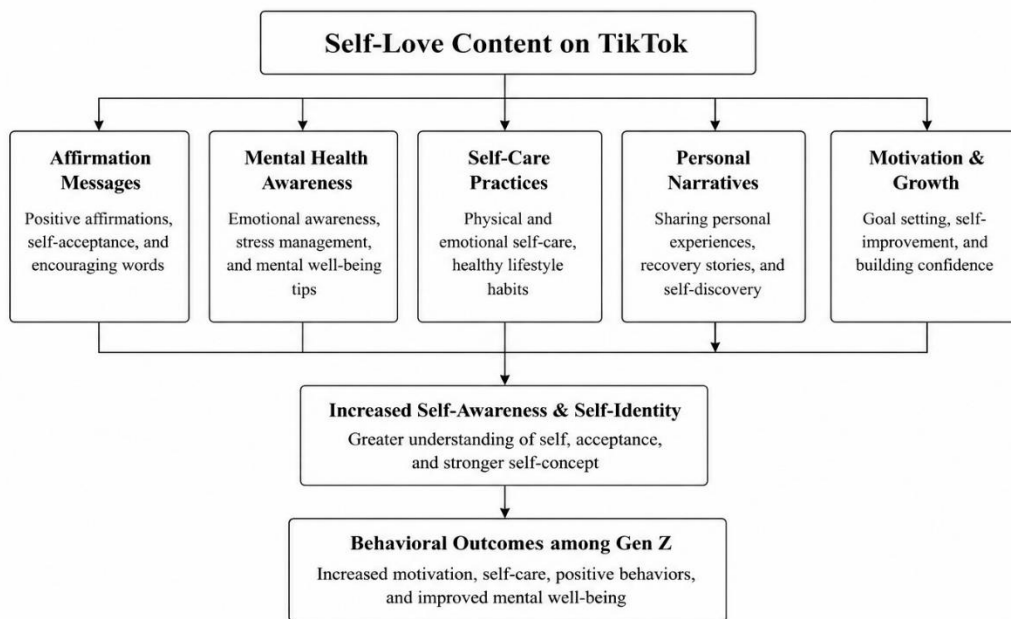 Self-Love Content on TikTok
Affirmation
Messages
Positive affirmations,
self-acceptance, and
encouraging words
Mental Health
Awareness
Emotional awareness,
stress management,
and mental well-being
tips
Self-Care
Practices
Physical and
emotional self-care,
healthy lifestyle
habits
Personal
Narratives
Sharing personal
experiences,
recovery stories, and
self-discovery
Motivation &
Growth
Goal setting, self-
improvement, and
building confidence
Increased Self-Awareness & Self-Identity
Greater understanding of self, acceptance,
and stronger self-concept
Behavioral Outcomes among Gen Z
Increased motivation, self-care, positive behaviors,
and improved mental well-being